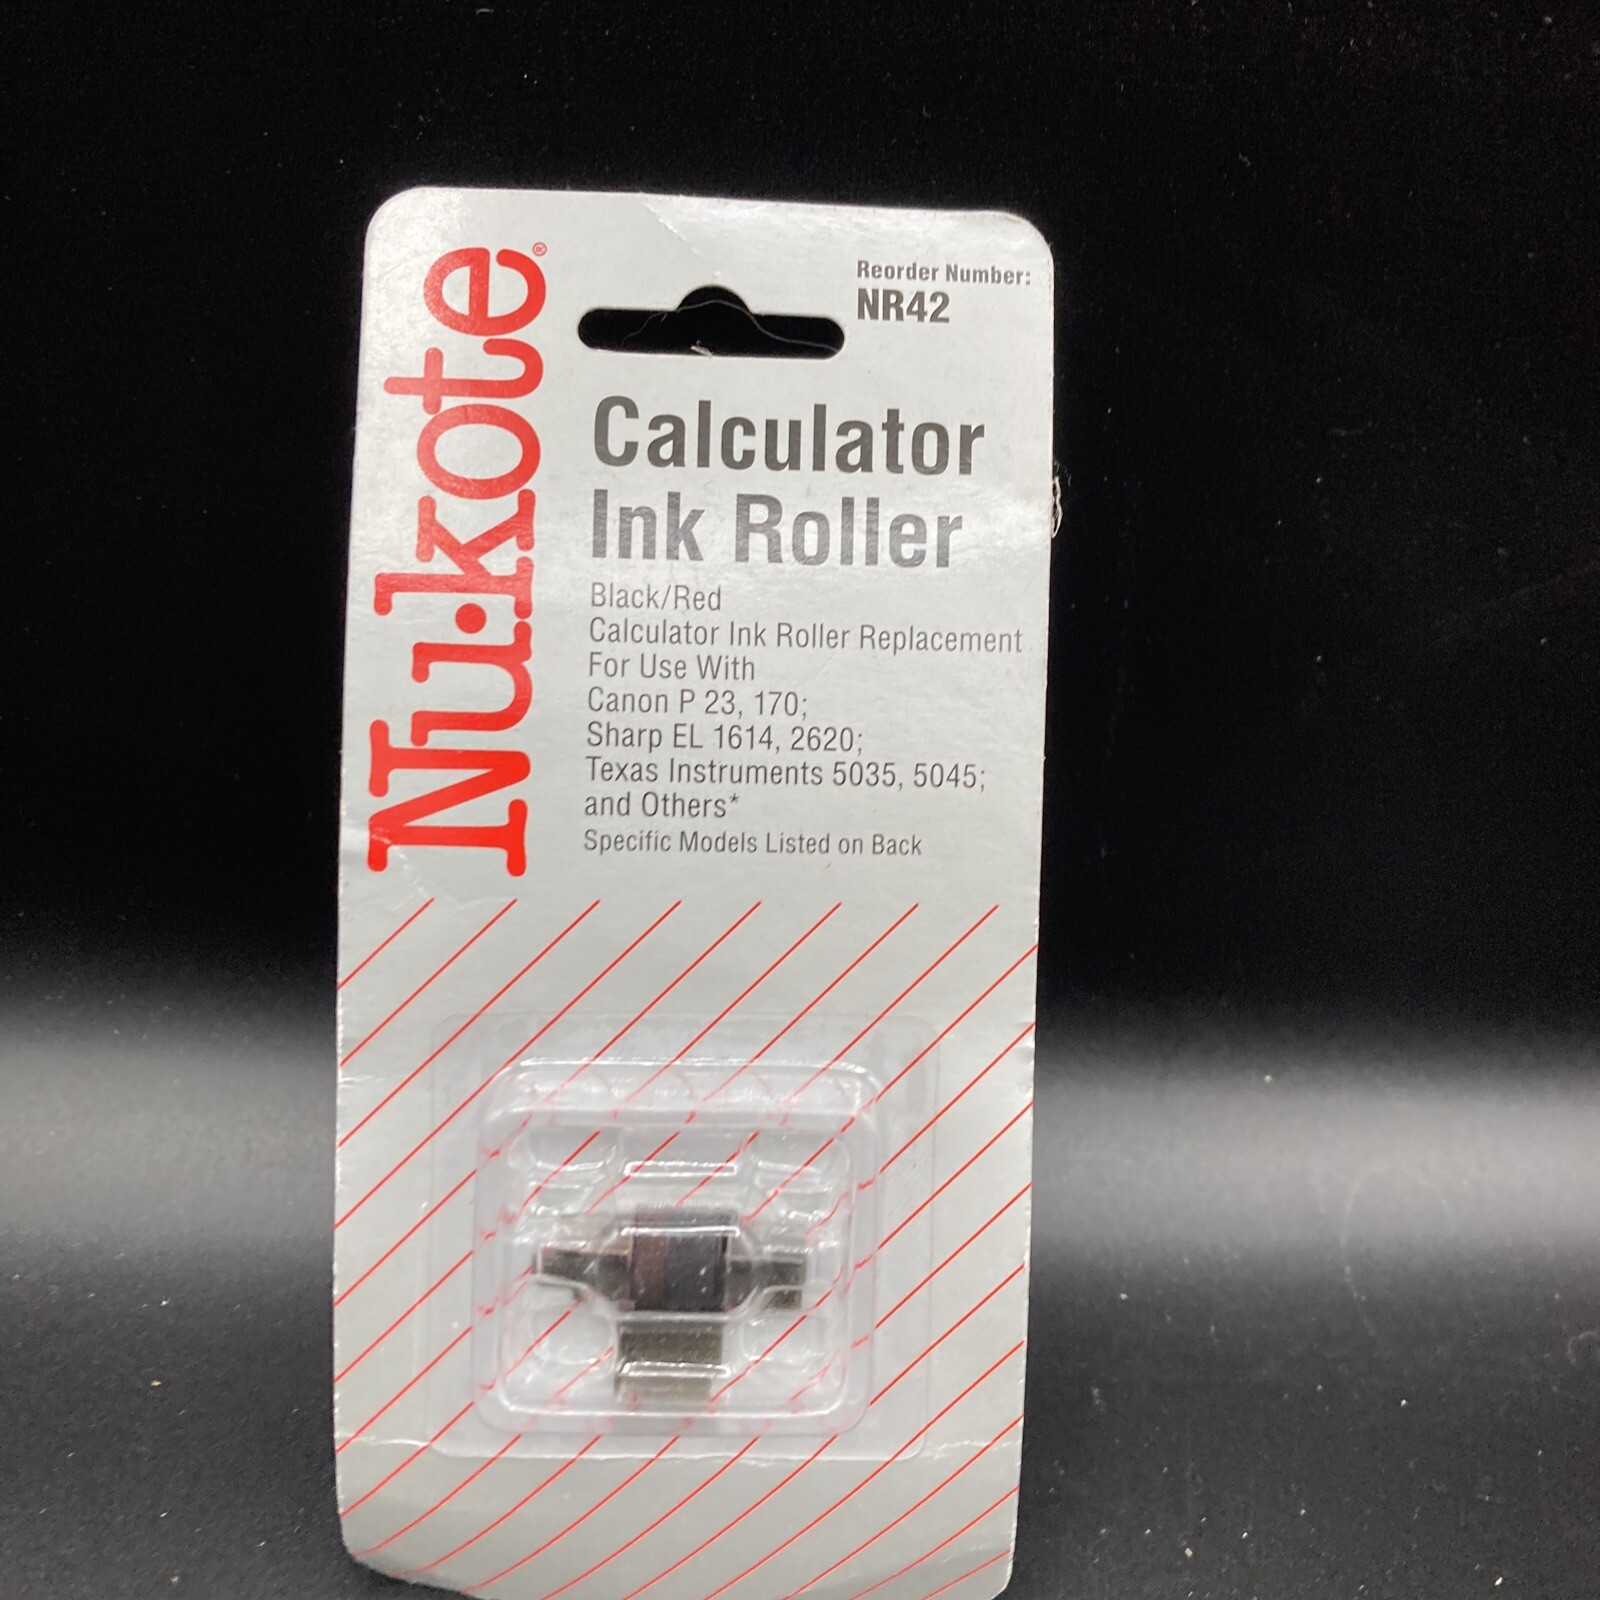 Nu·kote®
Reorder Number:
NR42
Calculator
Ink Roller
Black/Red
Calculator Ink Roller Replacement
For Use With
Canon P 23, 170;
Sharp EL 1614, 2620;
Texas Instruments 5035, 5045;
and Others*
Specific Models Listed on Back